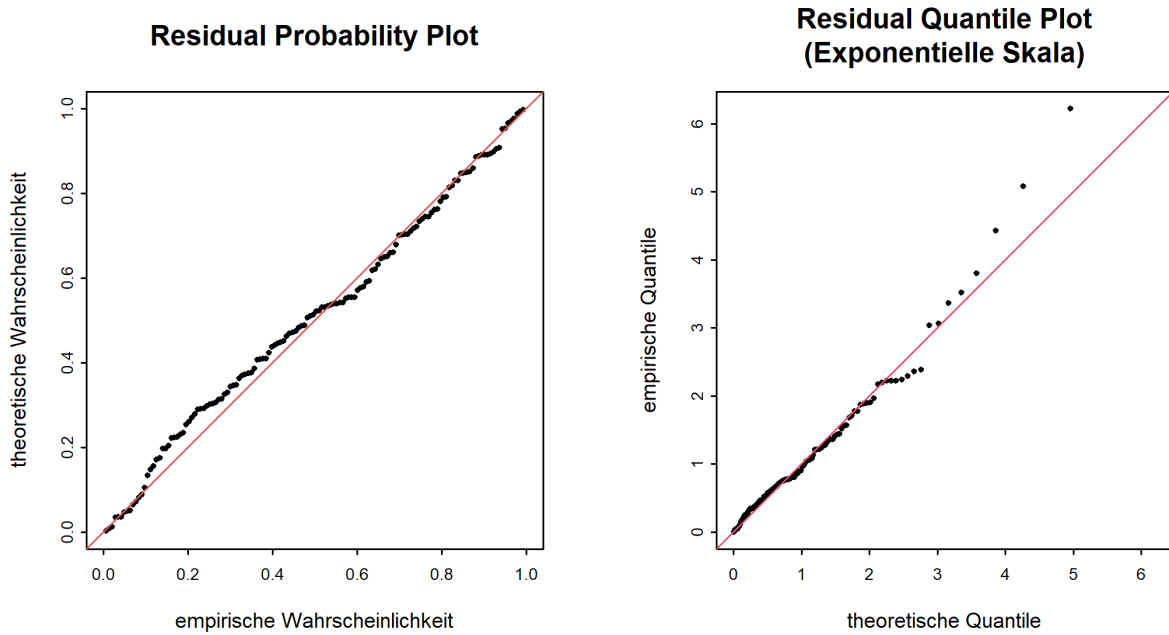 Residual Probability Plot
theoretische Wahrscheinlichkeit
1.0
0.8
0.6
0.4
0.2
0.0
0.0 0.2 0.4 0.6 0.8 1.0
empirische Wahrscheinlichkeit
Residual Quantile Plot
(Exponentielle Skala)
empirische Quantile
6
5
4
3
2
1
0
0 1 2 3 4 5 6
theoretische Quantile